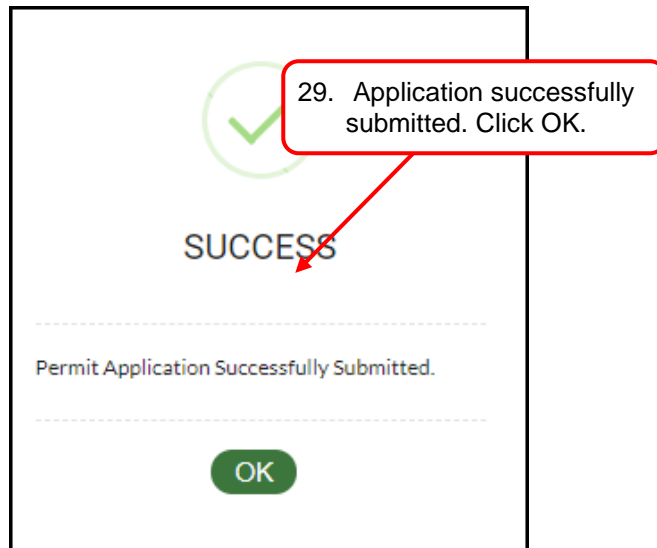 29. Application successfully
submitted. Click OK.
SUCCESS
Permit Application Successfully Submitted.
OK